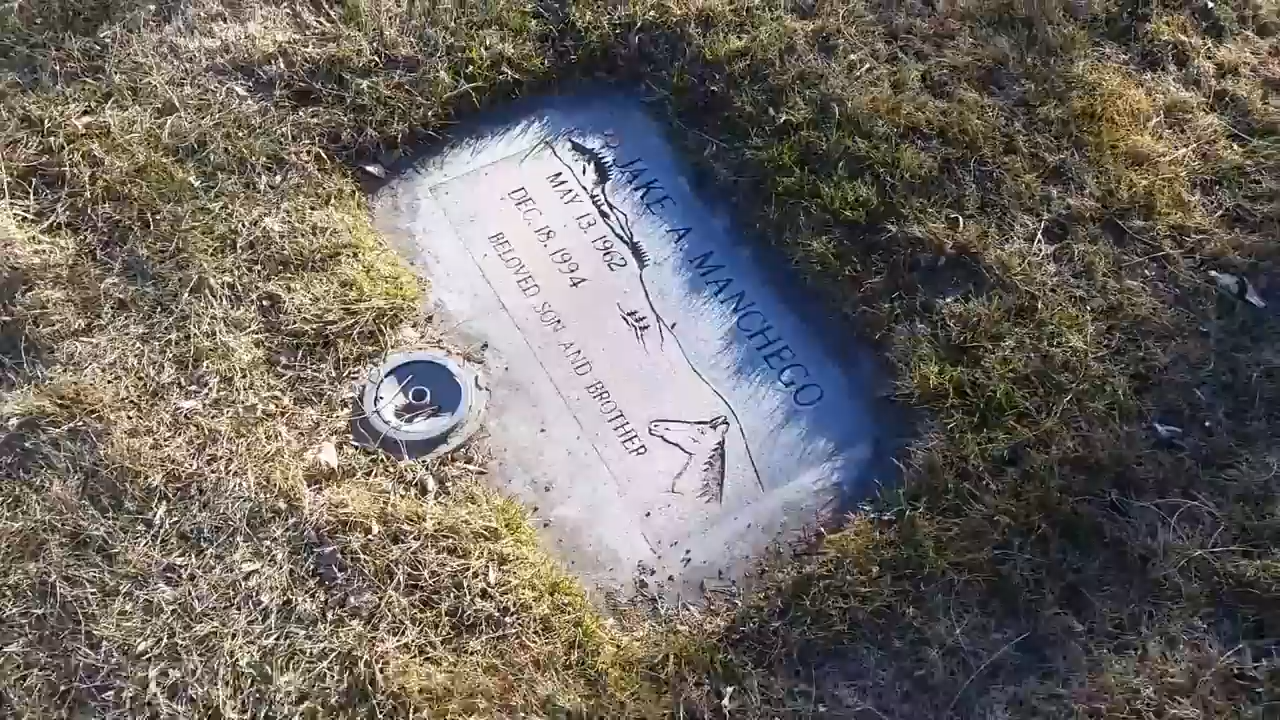 JAKE A. MANCHEGO
MAY 13, 1962
DEC. 18, 1994
BELOVED SON AND BROTHER